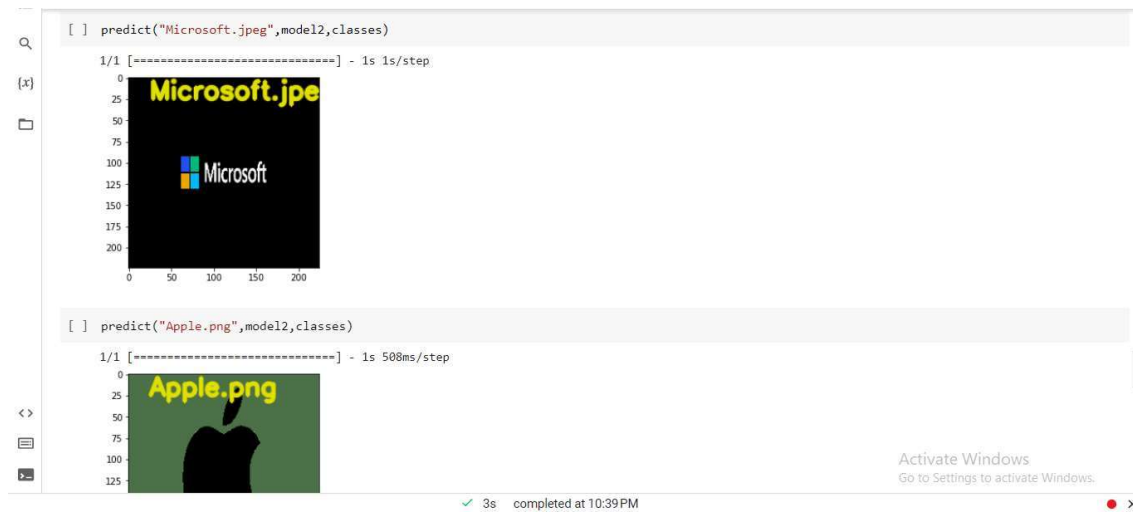 [ ] predict("Microsoft.jpeg",model2,classes)
1/1 [==============================] - 1s 1s/step
{x}
Microsoft.jpe
0
25
50
75
100
125
150
175
200
Microsoft
0 50 100 150 200
[ ] predict("Apple.png",model2,classes)
1/1 [==============================] - 1s 508ms/step
Apple.png
0
25
50
75
100
125
<>
Activate Windows
Go to Settings to activate Windows.
✓ 3s completed at 10:39 PM